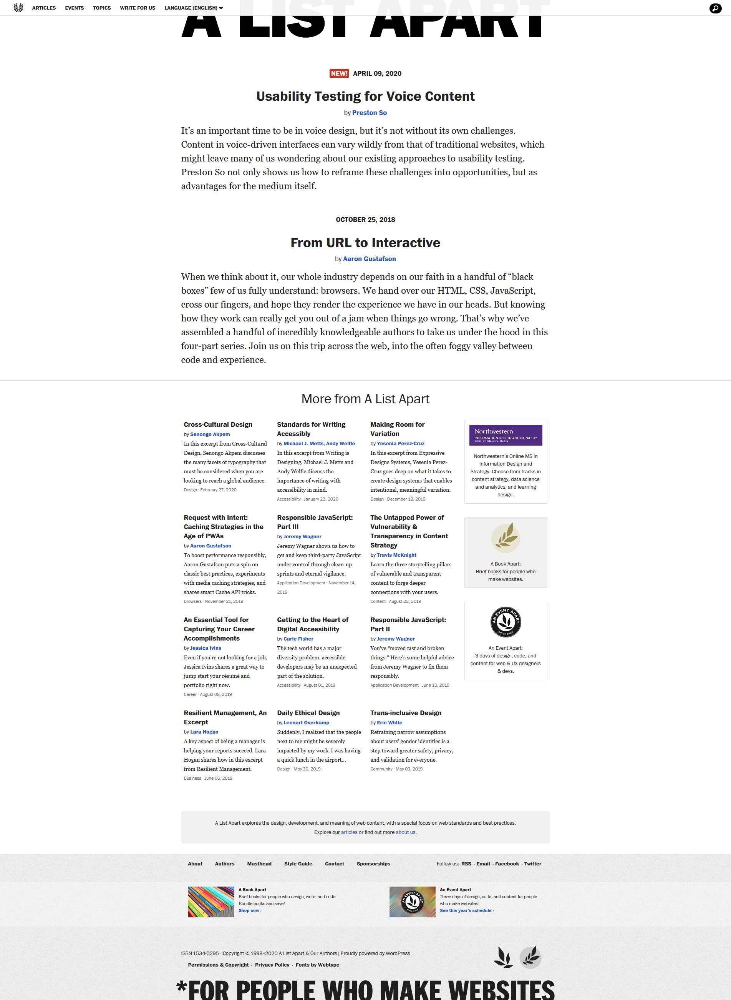 ARTICLES EVENTS TOPICS WRITE FOR US LANGUAGE (ENGLISH)
A LIST APART
NEW! APRIL 09, 2020
Usability Testing for Voice Content
by Preston So
It’s an important time to be in voice design, but it’s not without its own challenges.
Content in voice-driven interfaces can vary wildly from that of traditional websites, which
might leave many of us wondering about our existing approaches to usability testing.
Preston So not only shows us how to reframe these challenges into opportunities, but as
advantages for the medium itself.
OCTOBER 25, 2018
From URL to Interactive
by Aaron Gustafson
When we think about it, our whole industry depends on our faith in a handful of “black
boxes” few of us fully understand: browsers. We hand over our HTML, CSS, JavaScript,
cross our fingers, and hope they render the experience we have in our heads. But knowing
how they work can really get you out of a jam when things go wrong. That’s why we’ve
assembled a handful of incredibly knowledgeable authors to take us under the hood in this
four-part series. Join us on this trip across the web, into the often foggy valley between
code and experience.
More from A List Apart
Cross-Cultural Design
by Senongo Akpem
In this excerpt from Cross-Cultural
Design, Senongo Akpem discusses
the many facets of typography that
must be considered when you are
looking to reach a global audience.
Design · February 27, 2020
Standards for Writing
Accessibly
by Michael J. Metts, Andy Welfle
In this excerpt from Writing is
Designing, Michael J. Metts and
Andy Welfle discuss the
importance of writing with
accessibility in mind.
Accessibility · January 23, 2020
Making Room for
Variation
by Yesenia Perez-Cruz
In this excerpt from Expressive
Designs Systems, Yesenia Perez-
Cruz goes deep on what it takes to
create design systems that enables
intentional, meaningful variation.
Design · December 12, 2019
Request with Intent:
Caching Strategies in the
Age of PWAs
by Aaron Gustafson
To boost performance responsibly,
Aaron Gustafson puts a spin on
classic best practices, experiments
with media caching strategies, and
shares smart Cache API tricks.
Browsers · November 21, 2019
Responsible JavaScript:
Part III
by Jeremy Wagner
Jeremy Wagner shows us how to
get and keep third-party JavaScript
under control through clean-up
sprints and eternal vigilance.
Application Development · November 14,
2019
The Untapped Power of
Vulnerability &
Transparency in Content
Strategy
by Travis McKnight
Learn the three storytelling pillars
of vulnerable and transparent
content to forge deeper
connections with your users.
Content · August 22, 2019
An Essential Tool for
Capturing Your Career
Accomplishments
by Jessica Ivins
Even if you’re not looking for a job,
Jessica Ivins shares a great way to
jump start your résumé and
portfolio right now.
Career · August 08, 2019
Getting to the Heart of
Digital Accessibility
by Carie Fisher
The tech world has a major
diversity problem. accessible
developers may be an unexpected
part of the solution.
Accessibility · August 01, 2019
Responsible JavaScript:
Part II
by Jeremy Wagner
You’ve “moved fast and broken
things.” Here’s some helpful advice
from Jeremy Wagner to fix them
responsibly.
Application Development · June 13, 2019
Resilient Management, An
Excerpt
by Lara Hogan
A key aspect of being a manager is
helping your reports succeed. Lara
Hogan shares how in this excerpt
from Resilient Management.
Business · June 06, 2019
Daily Ethical Design
by Lennart Overkamp
Suddenly, I realized that the people
next to me might be severely
impacted by my work. I was having
a quick lunch in the airport…
Design · May 30, 2019
Trans-inclusive Design
by Erin White
Retraining narrow assumptions
about users' gender identities is a
step toward greater safety, privacy,
and validation for everyone.
Community · May 09, 2019
Northwestern
INFORMATION DESIGN AND STRATEGY
School of Professional Studies
Northwestern’s Online MS in
Information Design and
Strategy. Choose from tracks in
content strategy, data science
and analytics, and learning
design.
A Book Apart:
Brief books for people who
make websites.
AN EVENT APART
SINCE 2005
An Event Apart:
3 days of design, code, and
content for web & UX designers
& devs.
A List Apart explores the design, development, and meaning of web content, with a special focus on web standards and best practices.
Explore our articles or find out more about us.
About Authors Masthead Style Guide Contact Sponsorships Follow us: RSS · Email · Facebook · Twitter
A Book Apart
Brief books for people who design, write, and code.
Bundle books and save!
Shop now ›
AN EVENT APART
SINCE 2005
An Event Apart
Three days of design, code, and content for people
who make websites.
See this year’s schedule ›
ISSN 1534-0295 · Copyright © 1998–2020 A List Apart & Our Authors | Proudly powered by WordPress
Permissions & Copyright · Privacy Policy · Fonts by Webtype
*FOR PEOPLE WHO MAKE WEBSITES